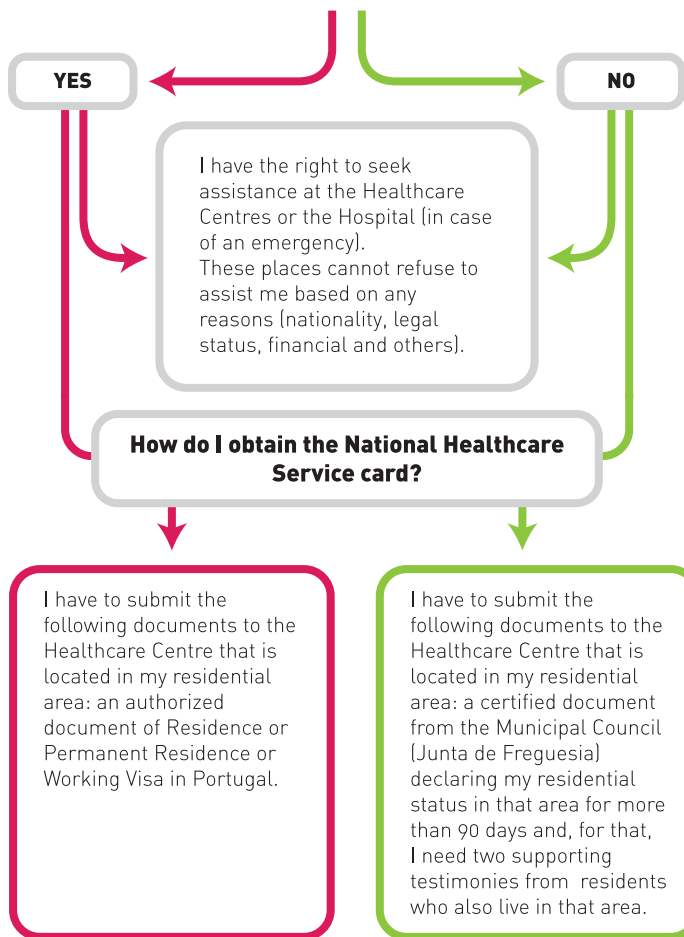 YES
NO
I have the right to seek
assistance at the Healthcare
Centres or the Hospital (in case
of an emergency).
These places cannot refuse to
assist me based on any
reasons (nationality, legal
status, financial and others).
How do I obtain the National Healthcare
Service card?
I have to submit the
following documents to the
Healthcare Centre that is
located in my residential
area: an authorized
document of Residence or
Permanent Residence or
Working Visa in Portugal.
I have to submit the
following documents to the
Healthcare Centre that is
located in my residential
area: a certified document
from the Municipal Council
(Junta de Freguesia)
declaring my residential
status in that area for more
than 90 days and, for that,
I need two supporting
testimonies from residents
who also live in that area.